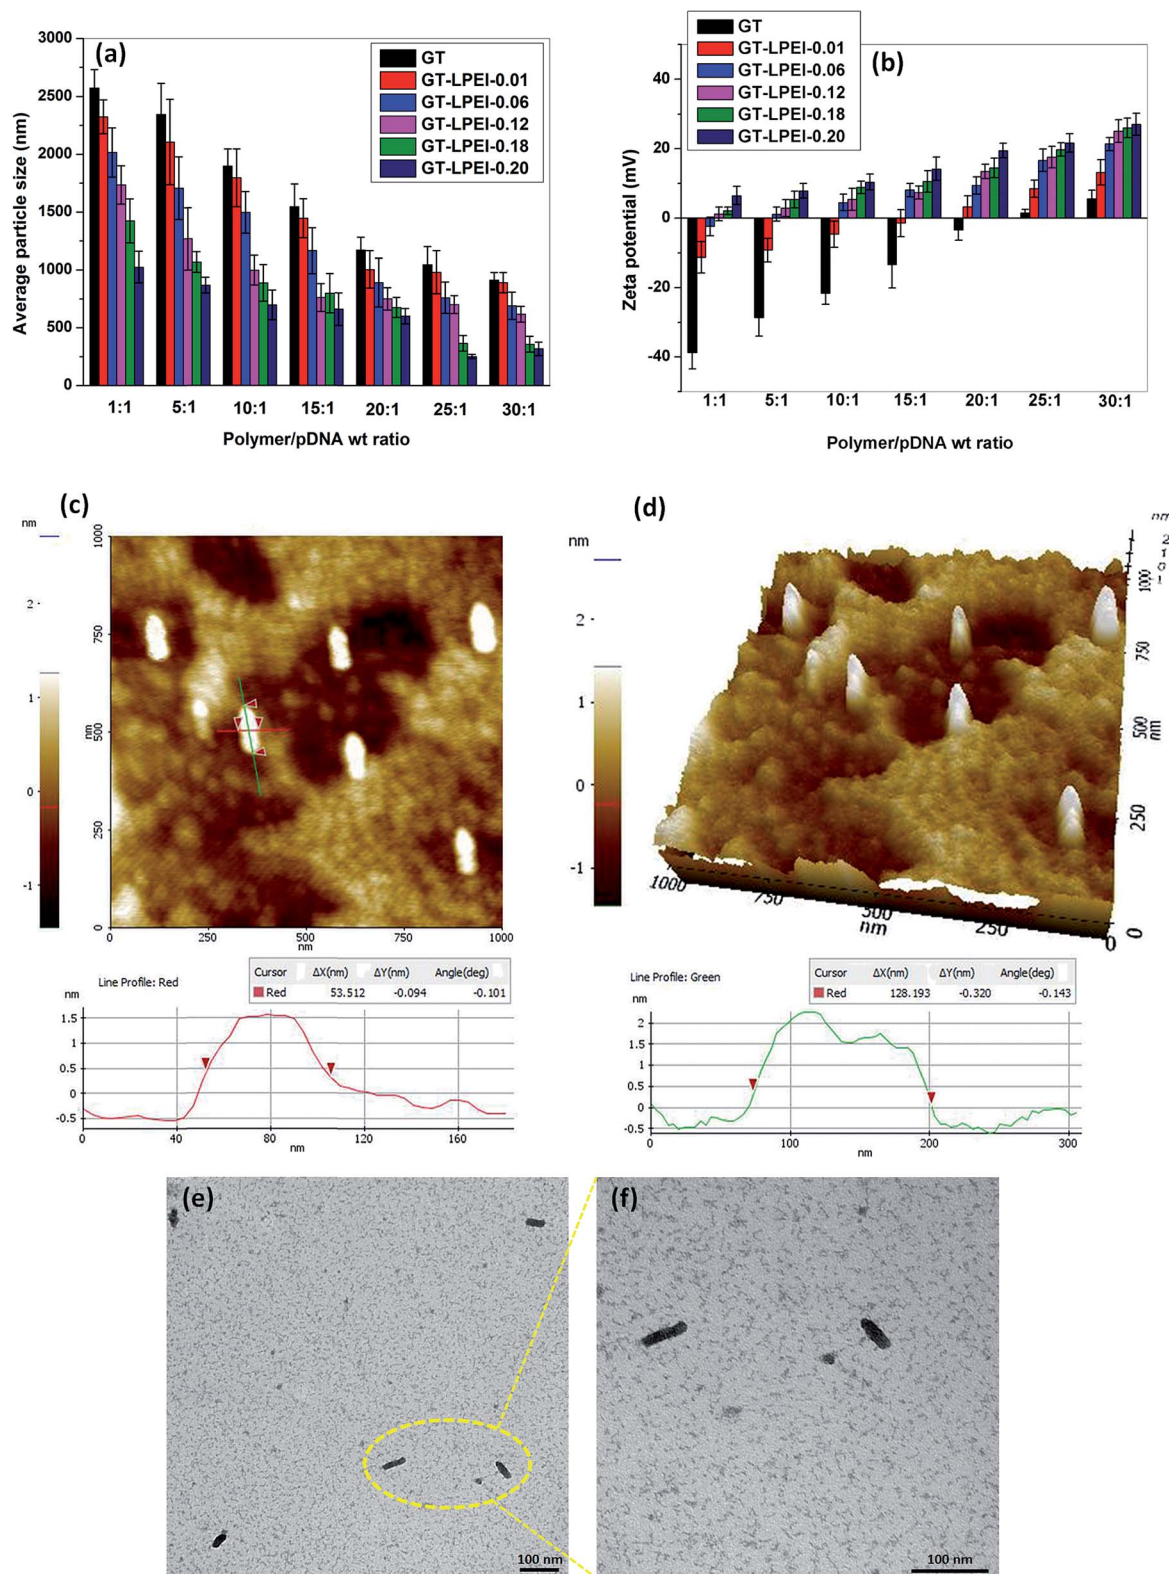 (a)
GT
GT-LPEI-0.01
GT-LPEI-0.06
GT-LPEI-0.12
GT-LPEI-0.18
GT-LPEI-0.20
Average particle size (nm)
3000
2500
2000
1500
1000
500
0
1:1 5:1 10:1 15:1 20:1 25:1 30:1
Polymer/pDNA wt ratio
(b)
GT
GT-LPEI-0.01
GT-LPEI-0.06
GT-LPEI-0.12
GT-LPEI-0.18
GT-LPEI-0.20
Zeta potential (mV)
40
20
0
-20
-40
1:1 5:1 10:1 15:1 20:1 25:1 30:1
Polymer/pDNA wt ratio
(c)
nm
2
1
0
-1
1000
750
500
250
0
nm
0 250 500 750 1000
nm
(d)
nm
2
1
0
-1
nm
2
1
0
1000
750
500
nm
250
0
1000 750 500 250 0
nm
Line Profile: Red
Cursor ΔX(nm) ΔY(nm) Angle(deg)
Red 53.512 -0.094 -0.101
nm
1.5
1
0.5
0
-0.5
0 40 80 120 160
nm
Line Profile: Green
Cursor ΔX(nm) ΔY(nm) Angle(deg)
Red 128.193 -0.320 -0.143
nm
2
1.5
1
0.5
0
-0.5
0 100 200 300
nm
(e)
100 nm
(f)
100 nm